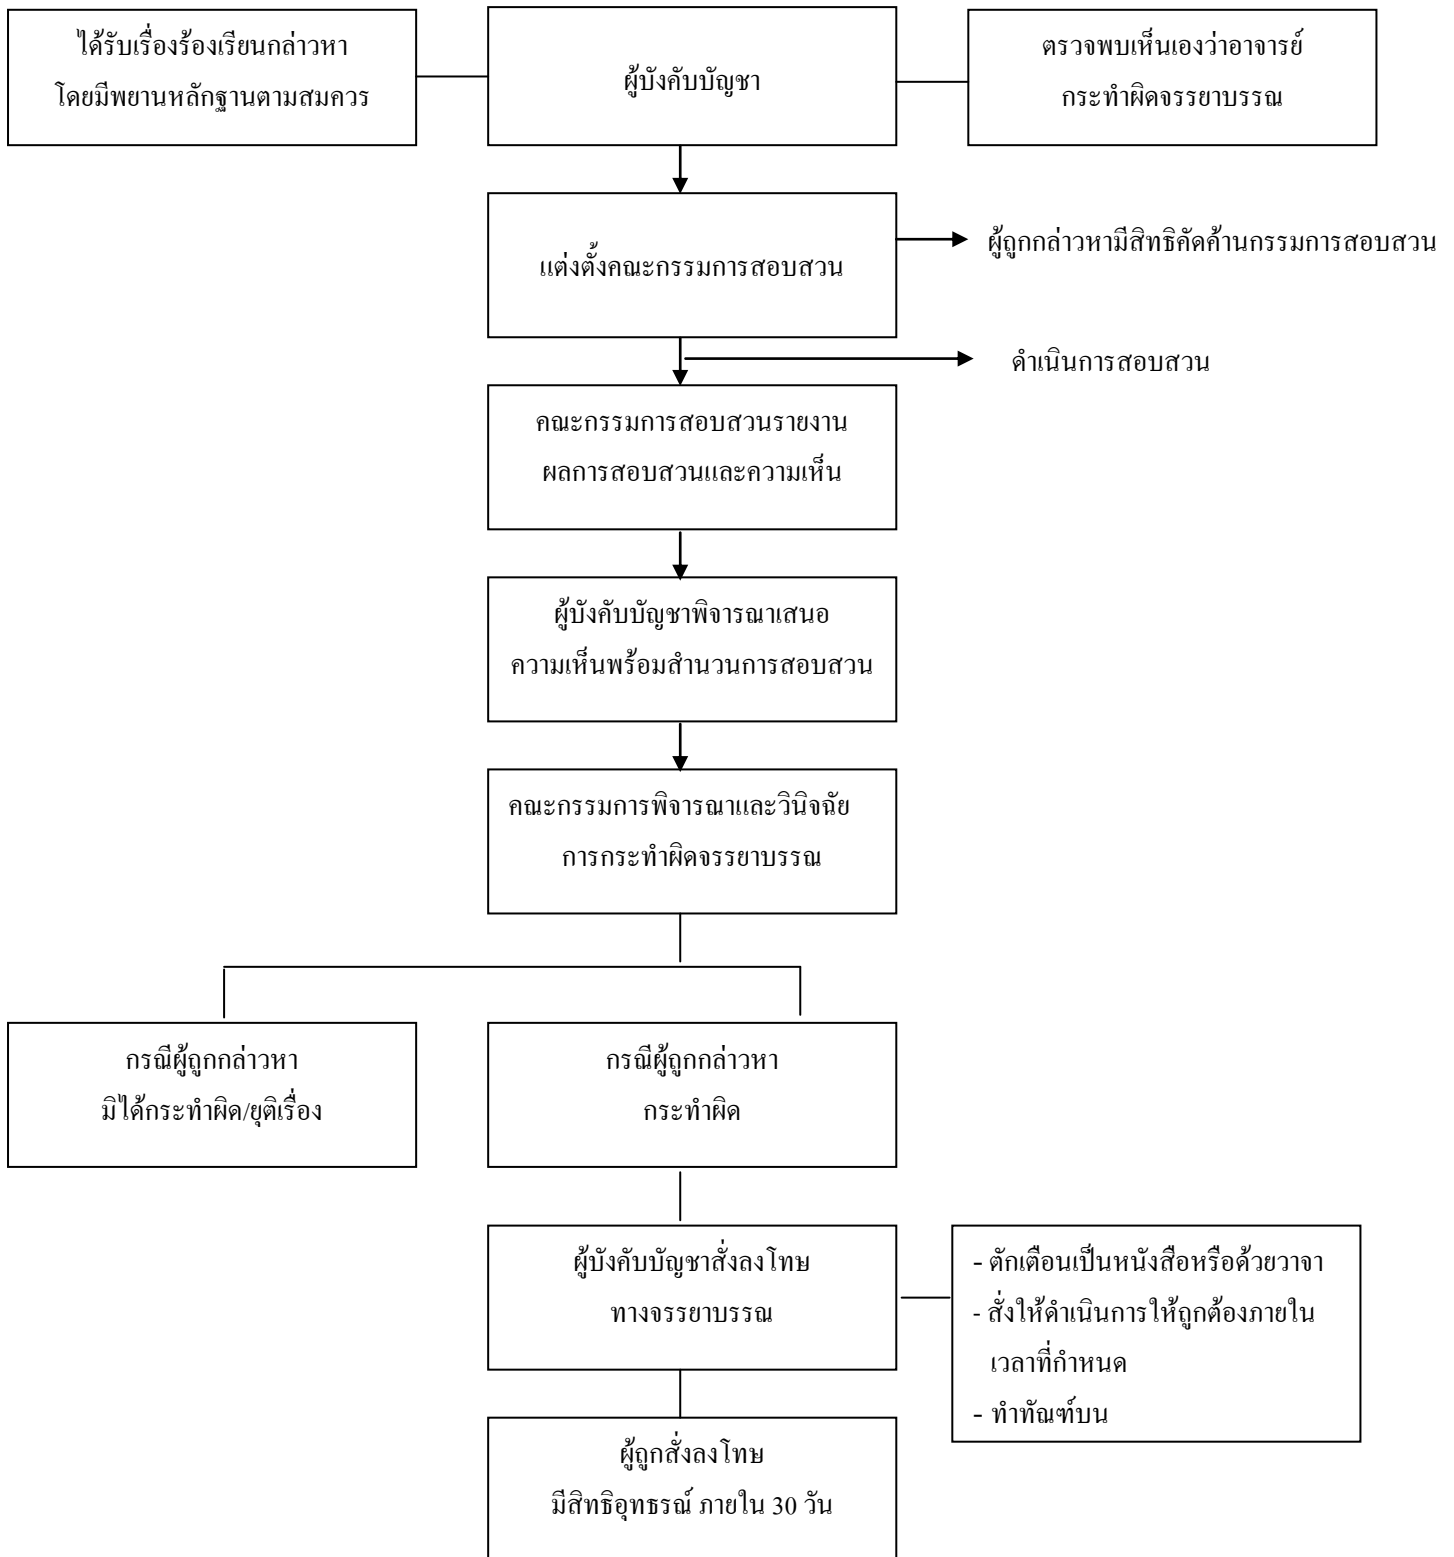 ได้รับเรื่องร้องเรียนกล่าวหา
โดยมีพยานหลักฐานตามสมควร
ผู้บังคับบัญชา
ตรวจพบเห็นเองว่าอาจารย์
กระทำผิดจรรยาบรรณ
แต่งตั้งคณะกรรมการสอบสวน
ผู้ถูกกล่าวหามีสิทธิคัดค้านกรรมการสอบสวน
ดำเนินการสอบสวน
คณะกรรมการสอบสวนรายงาน
ผลการสอบสวนและความเห็น
ผู้บังคับบัญชาพิจารณาเสนอ
ความเห็นพร้อมสำนวนการสอบสวน
คณะกรรมการพิจารณาและวินิจฉัย
การกระทำผิดจรรยาบรรณ
กรณีผู้ถูกกล่าวหา
มิได้กระทำผิด/ยุติเรื่อง
กรณีผู้ถูกกล่าวหา
กระทำผิด
ผู้บังคับบัญชาสั่งลงโทษ
ทางจรรยาบรรณ
- ตักเตือนเป็นหนังสือหรือด้วยวาจา
- สั่งให้ดำเนินการให้ถูกต้องภายใน
เวลาที่กำหนด
- ทำทัณฑ์บน
ผู้ถูกสั่งลงโทษ
มีสิทธิอุทธรณ์ ภายใน 30 วัน